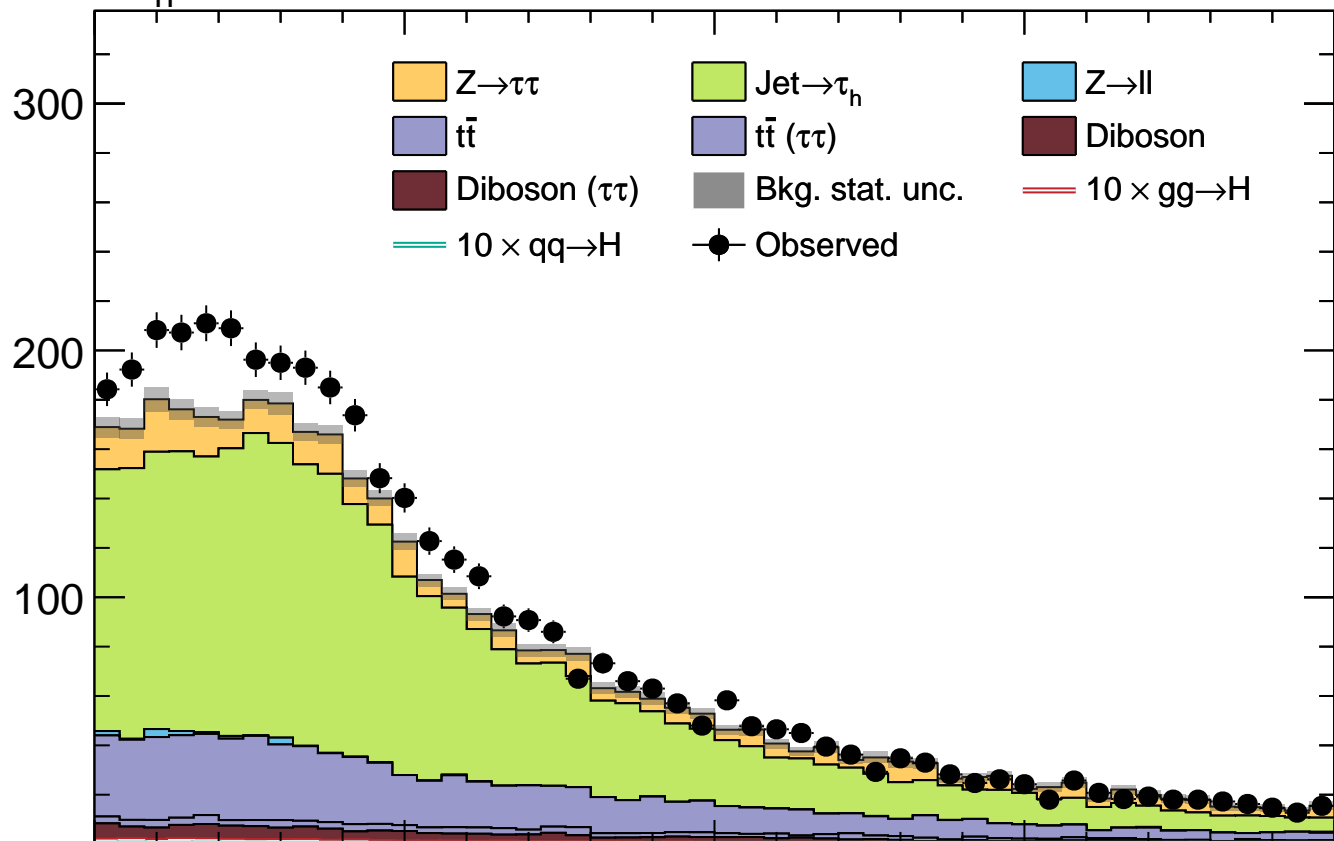 300
200
100
Z→ττ Jet→τh Z→ll
tt̄ tt̄ (ττ) Diboson
Diboson (ττ) Bkg. stat. unc. 10 × gg→H
10 × qq→H Observed